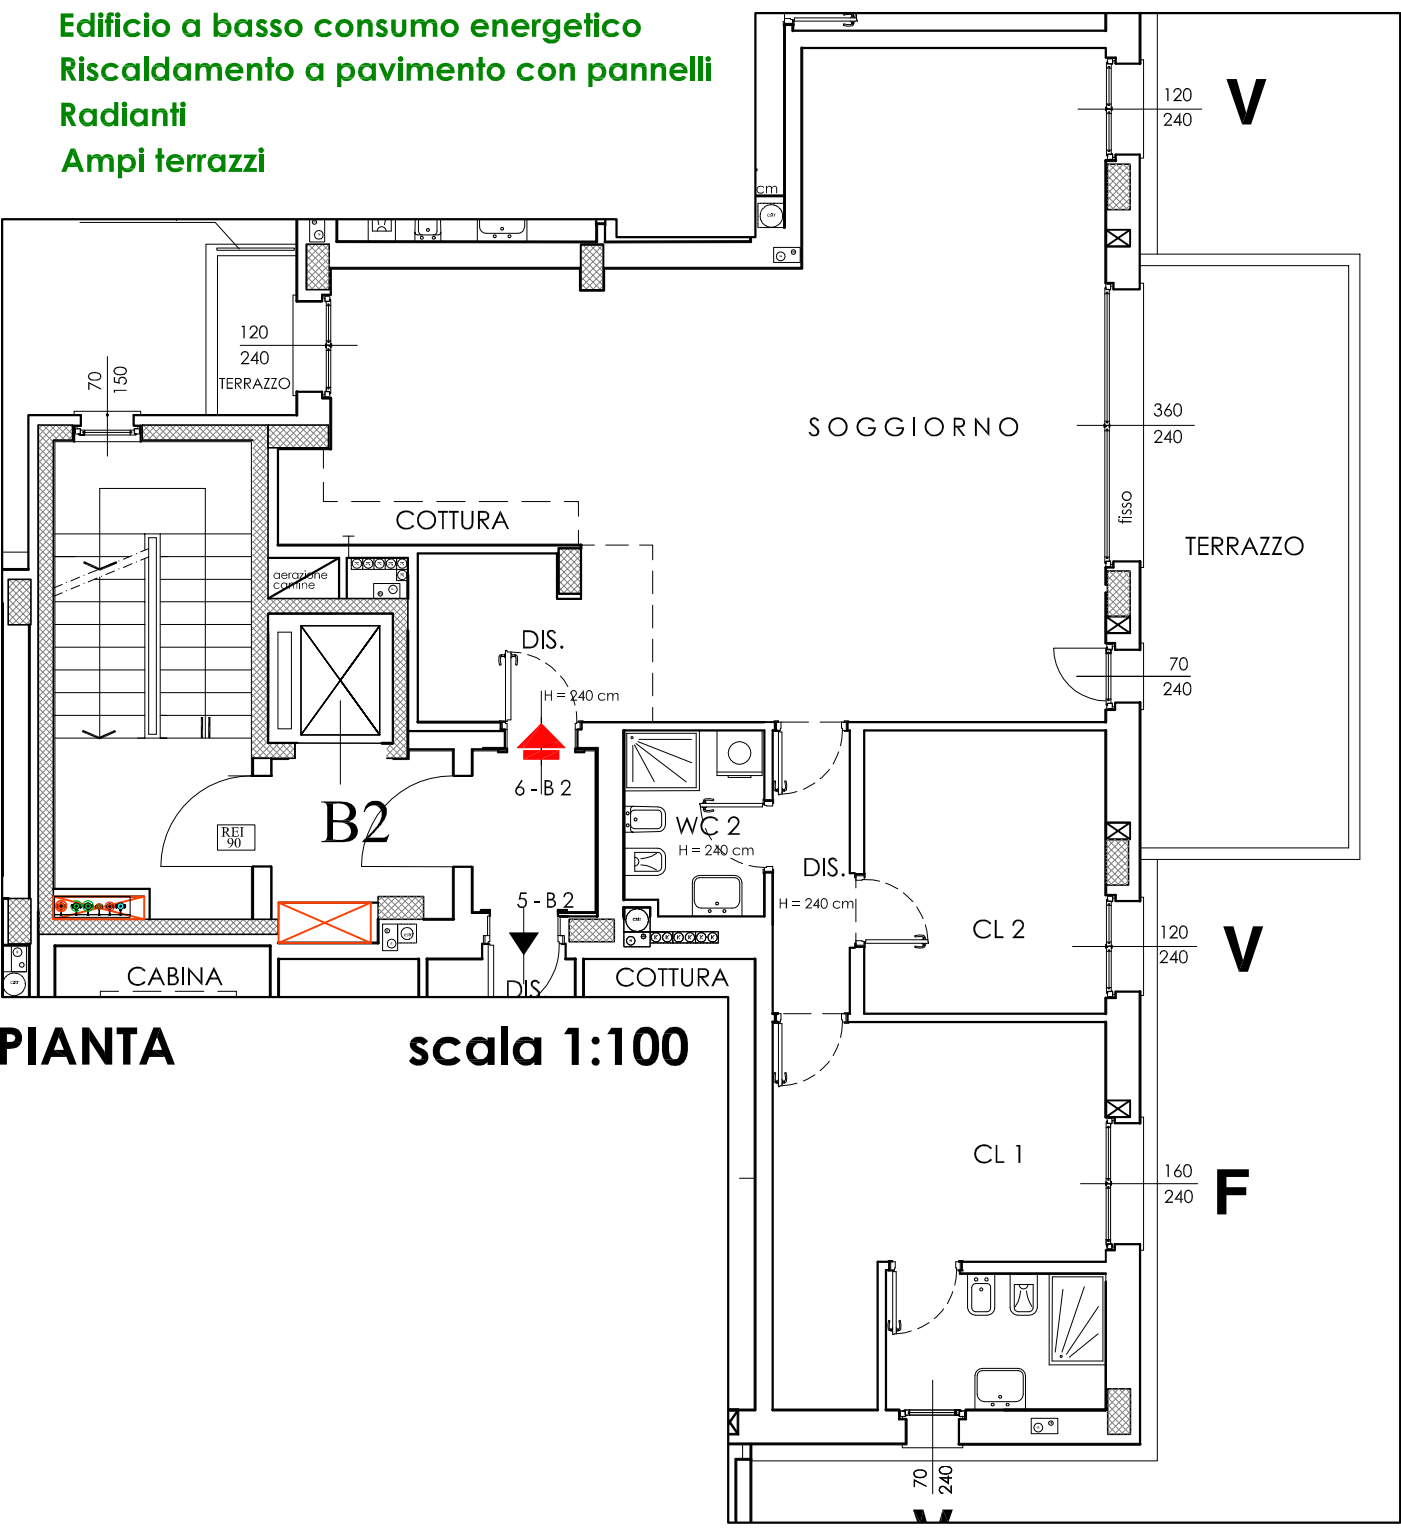 Edificio a basso consumo energetico
Riscaldamento a pavimento con pannelli
Radianti
Ampi terrazzi
120
240
V
cm
120
240
TERRAZZO
70
150
SOGGIORNO
360
240
fisso
COTTURA
TERRAZZO
aerazione
cantine
DIS.
H = 240 cm
70
240
6 - B 2
B2
REI
90
WC 2
H = 240 cm
DIS.
H = 240 cm
5 - B 2
CL 2
120
240
V
CABINA
DIS
COTTURA
PIANTA
scala 1:100
CL 1
160
240
F
70
240